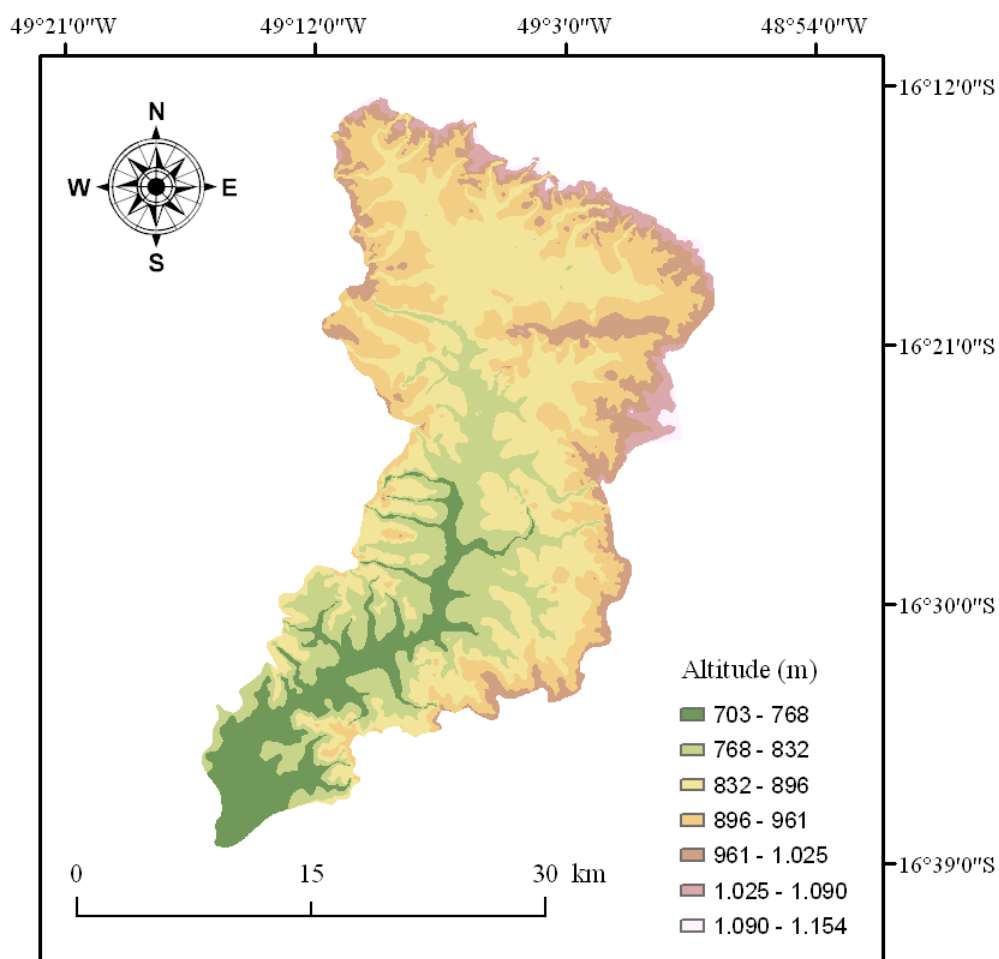 49°21'0"W 49°12'0"W 49°3'0"W 48°54'0"W
16°12'0"S
N
W E
S
16°21'0"S
16°30'0"S
Altitude (m)
703 - 768
768 - 832
832 - 896
896 - 961
961 - 1.025
1.025 - 1.090
1.090 - 1.154
16°39'0"S
0 15 30 km